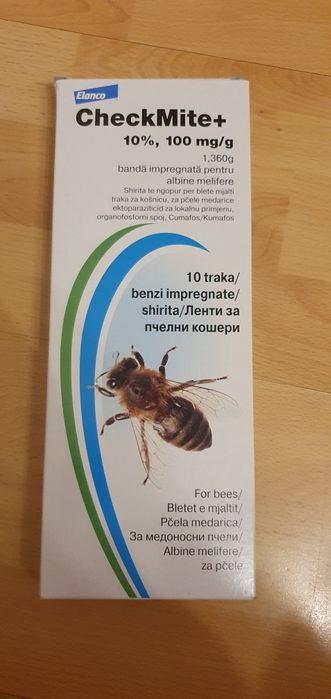 Elanco
CheckMite+
10%, 100 mg/g
1,360g
bandă impregnată pentru
albine melifere
Shirita te ngopur per blete mjalti
traka za košnicu, za pčele medarice
ektoparaziticid za lokalnu primjenu,
organofosforni spoj, Cumafos/Kumafos
10 traka/
benzi impregnate/
shirita/Ленти за
пчелни кошери
For bees/
Bletet e mjaltit/
Pčela medarica/
За медоносни пчели/
Albine melifere/
za pčele